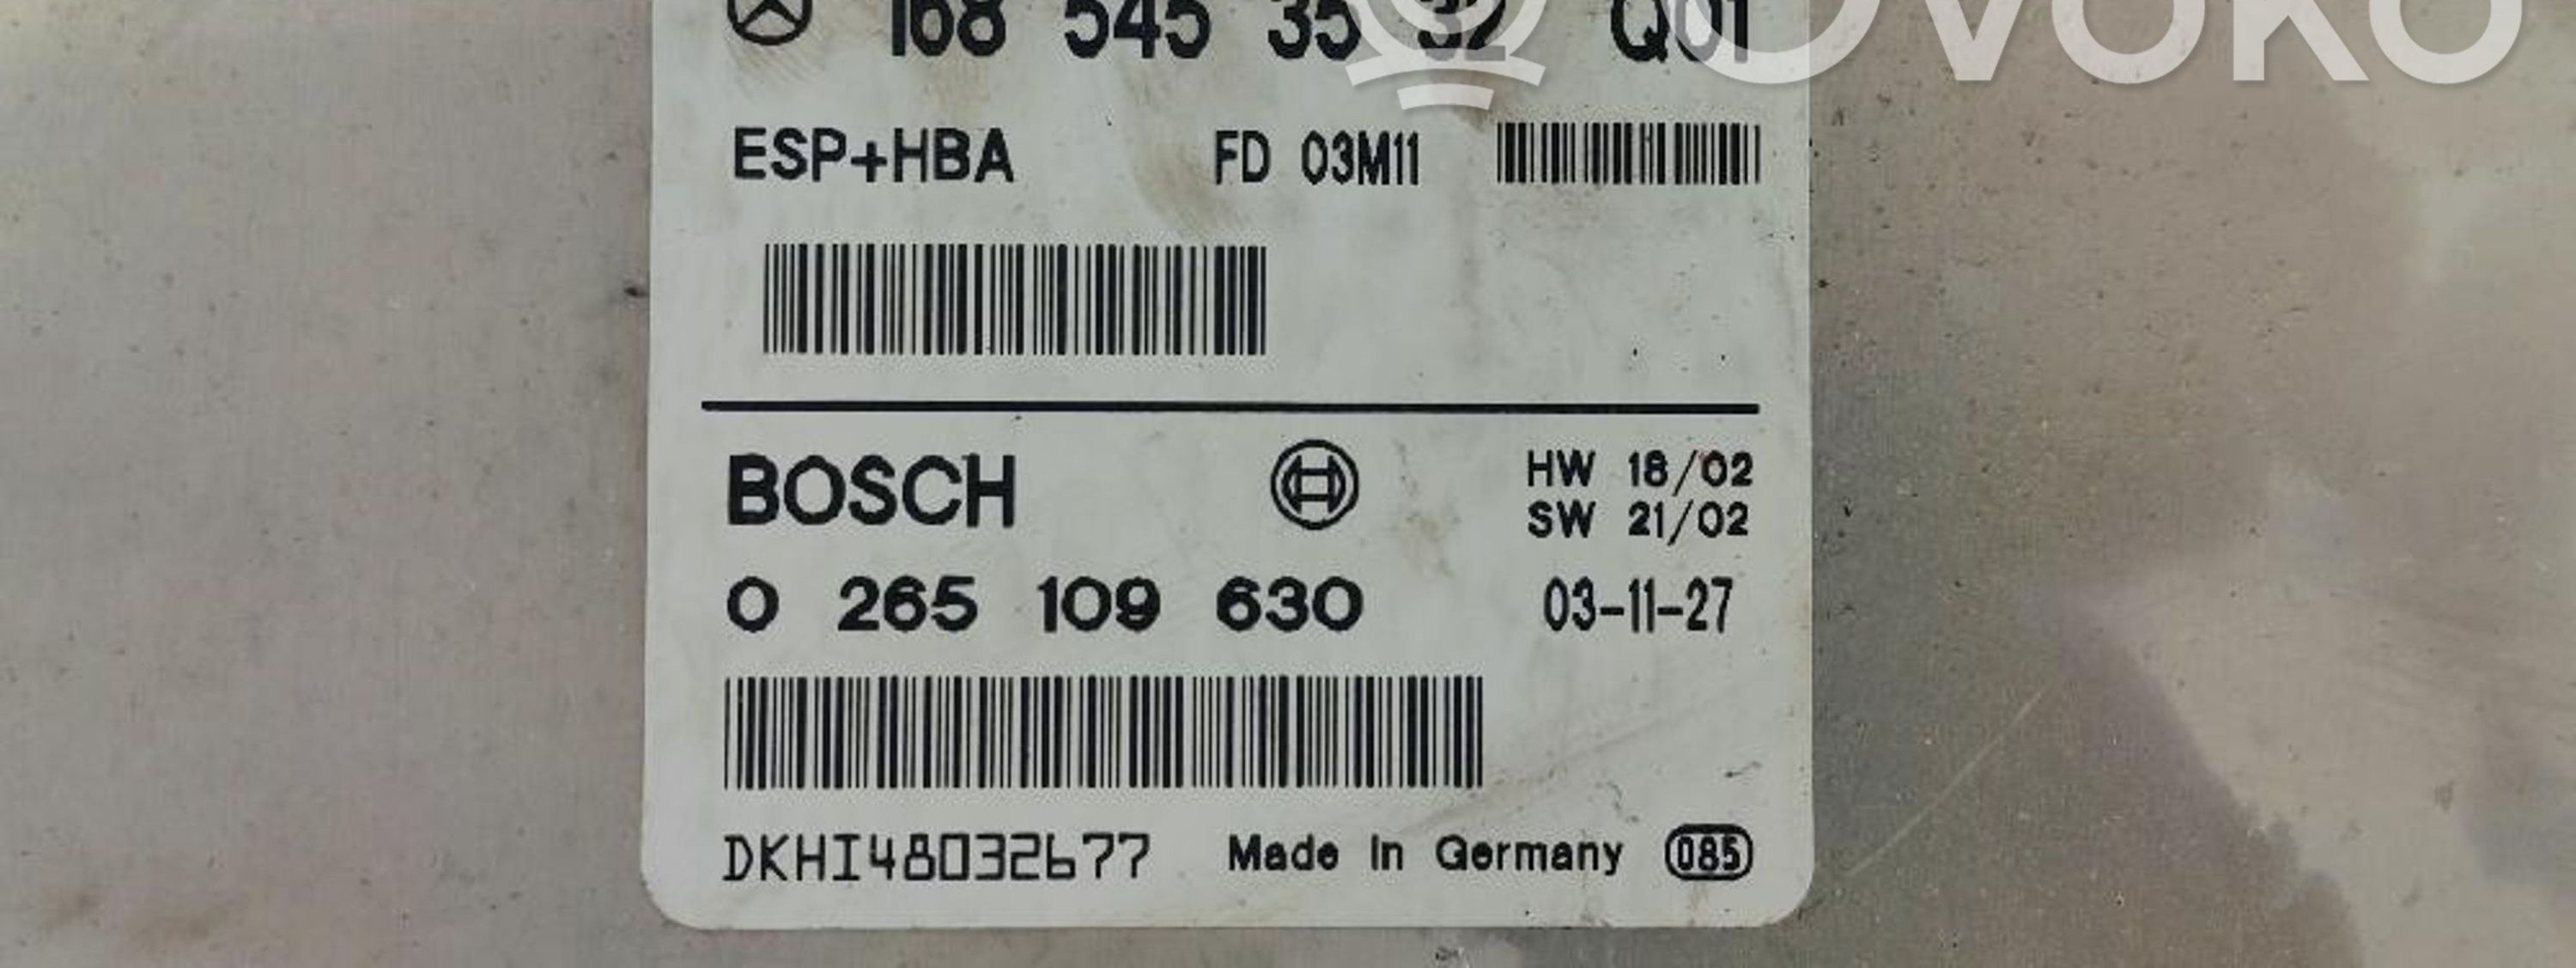 168 545 35 32 Q01
OVOKO
ESP+HBA FD 03M11
BOSCH HW 18/02
SW 21/02
0 265 109 630 03-11-27
DKHI48032677 Made In Germany 085